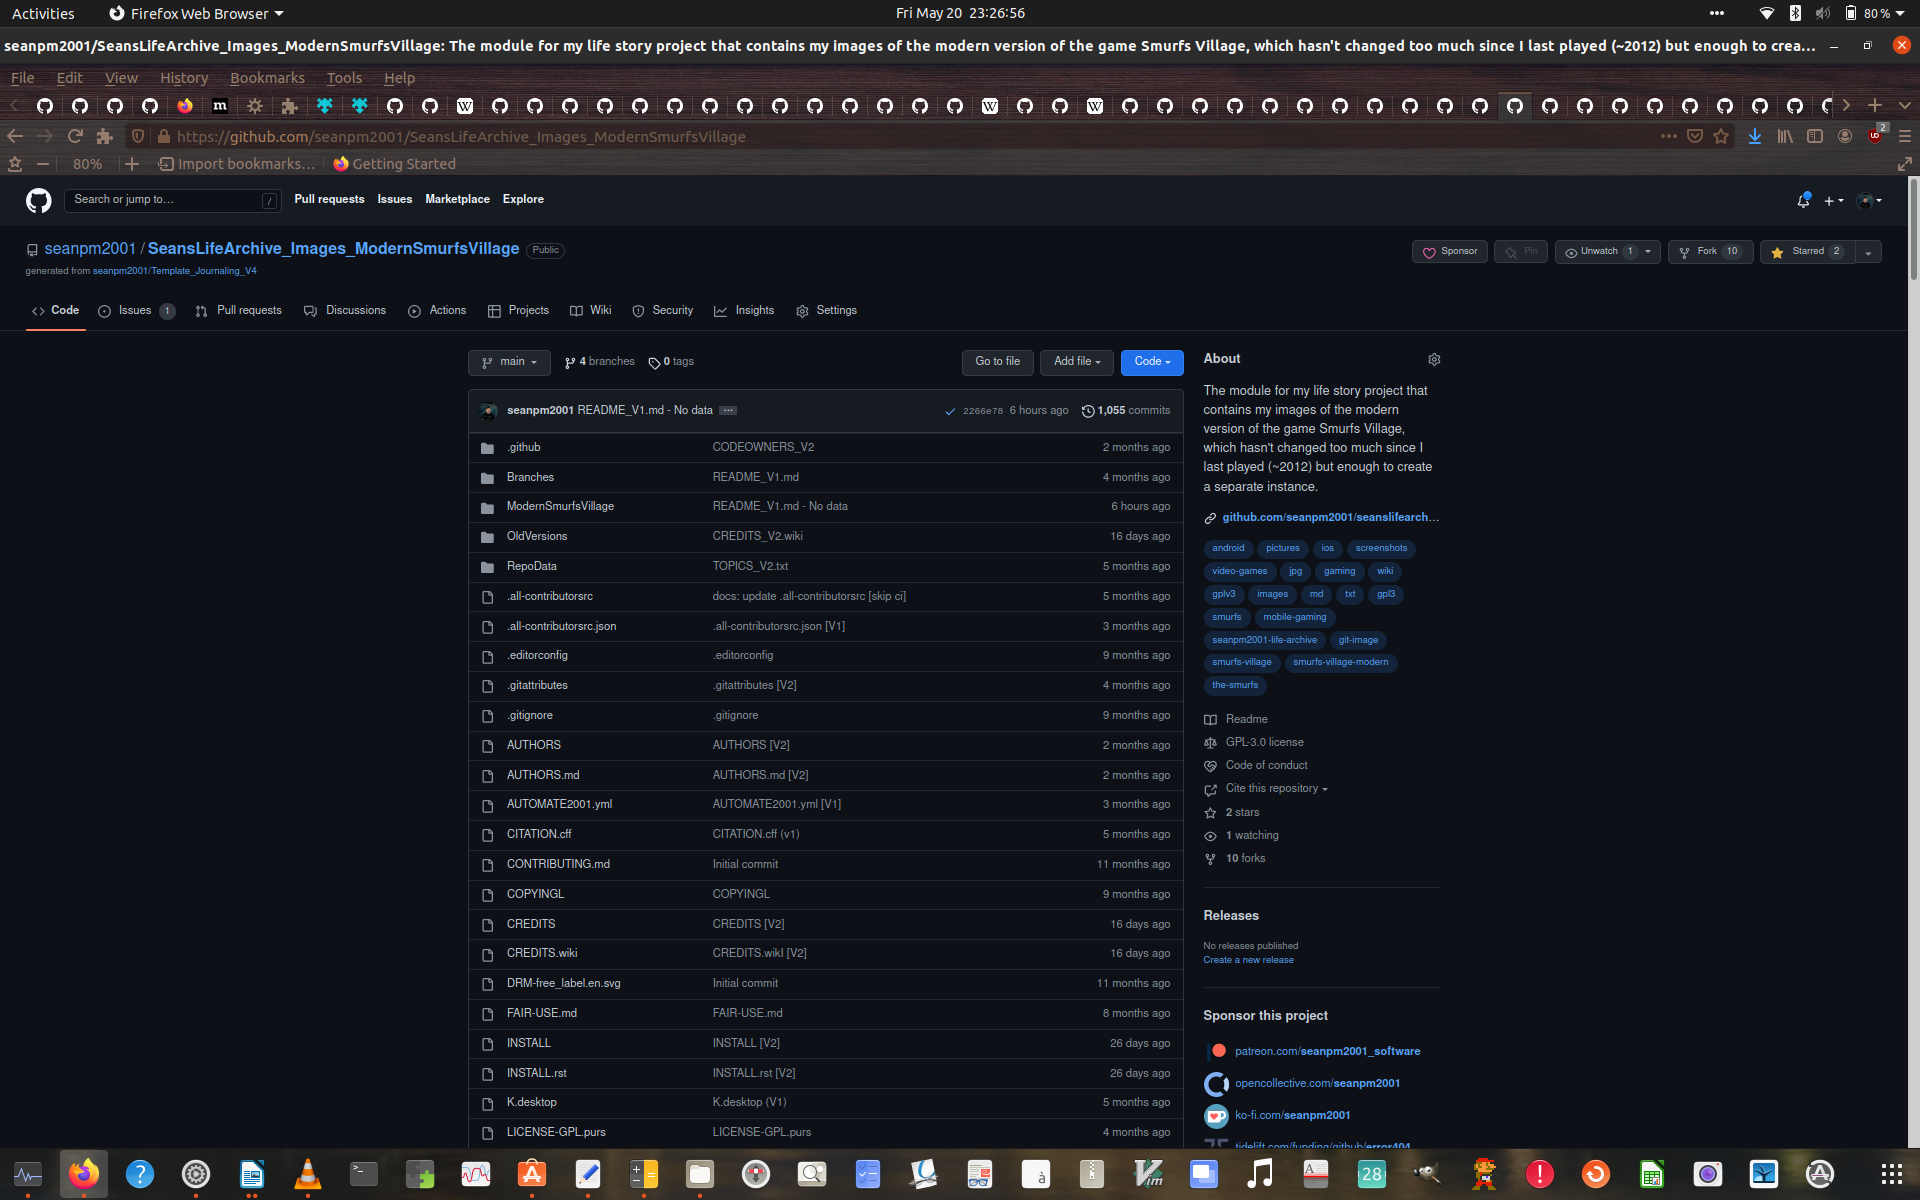 Activities
Firefox Web Browser
Fri May 20  23:26:56
80 %
seanpm2001/SeansLifeArchive_Images_ModernSmurfsVillage: The module for my life story project that contains my images of the modern version of the game Smurfs Village, which hasn't changed too much since I last played (~2012) but enough to crea...
File Edit View History Bookmarks Tools Help
https://github.com/seanpm2001/SeansLifeArchive_Images_ModernSmurfsVillage
2
80%
Import bookmarks...
Getting Started
Search or jump to...
/
Pull requests Issues Marketplace Explore
seanpm2001 / SeansLifeArchive_Images_ModernSmurfsVillage Public
generated from seanpm2001/Template_Journaling_V4
Sponsor
Pin
Unwatch 1
Fork 10
Starred 2
Code
Issues 1
Pull requests
Discussions
Actions
Projects
Wiki
Security
Insights
Settings
main
4 branches
0 tags
Go to file
Add file
Code
seanpm2001 README_V1.md - No data ...
2266e78 6 hours ago
1,055 commits
.github CODEOWNERS_V2 2 months ago
Branches README_V1.md 4 months ago
ModernSmurfsVillage README_V1.md - No data 6 hours ago
OldVersions CREDITS_V2.wiki 16 days ago
RepoData TOPICS_V2.txt 5 months ago
.all-contributorsrc docs: update .all-contributorsrc [skip ci] 5 months ago
.all-contributorsrc.json .all-contributorsrc.json [V1] 3 months ago
.editorconfig .editorconfig 9 months ago
.gitattributes .gitattributes [V2] 4 months ago
.gitignore .gitignore 9 months ago
AUTHORS AUTHORS [V2] 2 months ago
AUTHORS.md AUTHORS.md [V2] 2 months ago
AUTOMATE2001.yml AUTOMATE2001.yml [V1] 3 months ago
CITATION.cff CITATION.cff (v1) 5 months ago
CONTRIBUTING.md Initial commit 11 months ago
COPYINGL COPYINGL 9 months ago
CREDITS CREDITS [V2] 16 days ago
CREDITS.wiki CREDITS.wikI [V2] 16 days ago
DRM-free_label.en.svg Initial commit 11 months ago
FAIR-USE.md FAIR-USE.md 8 months ago
INSTALL INSTALL [V2] 26 days ago
INSTALL.rst INSTALL.rst [V2] 26 days ago
K.desktop K.desktop (V1) 5 months ago
LICENSE-GPL.purs LICENSE-GPL.purs 4 months ago
About
The module for my life story project that
contains my images of the modern
version of the game Smurfs Village,
which hasn't changed too much since I
last played (~2012) but enough to create
a separate instance.
github.com/seanpm2001/seanslifearch...
android pictures ios screenshots
video-games jpg gaming wiki
gplv3 images md txt gpl3
smurfs mobile-gaming
seanpm2001-life-archive git-image
smurfs-village smurfs-village-modern
the-smurfs
Readme
GPL-3.0 license
Code of conduct
Cite this repository
2 stars
1 watching
10 forks
Releases
No releases published
Create a new release
Sponsor this project
patreon.com/seanpm2001_software
opencollective.com/seanpm2001
ko-fi.com/seanpm2001
tidelift.com/funding/github/error404
28